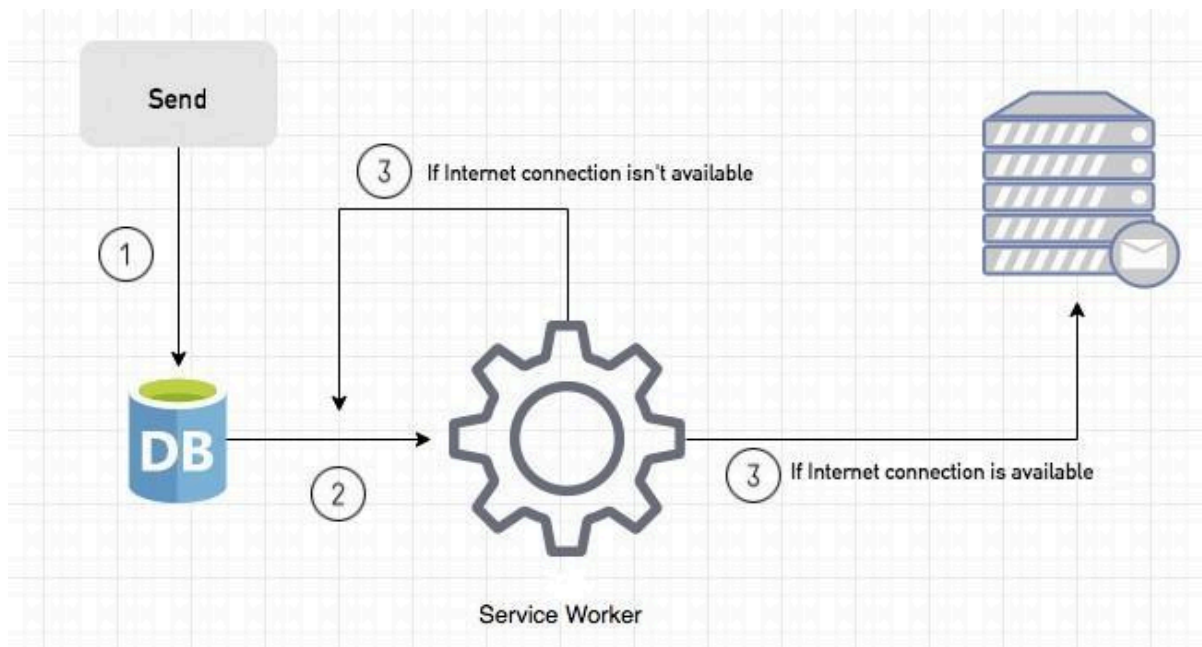 Send
3 If Internet connection isn't available
1
DB
2
3 If Internet connection is available
Service Worker